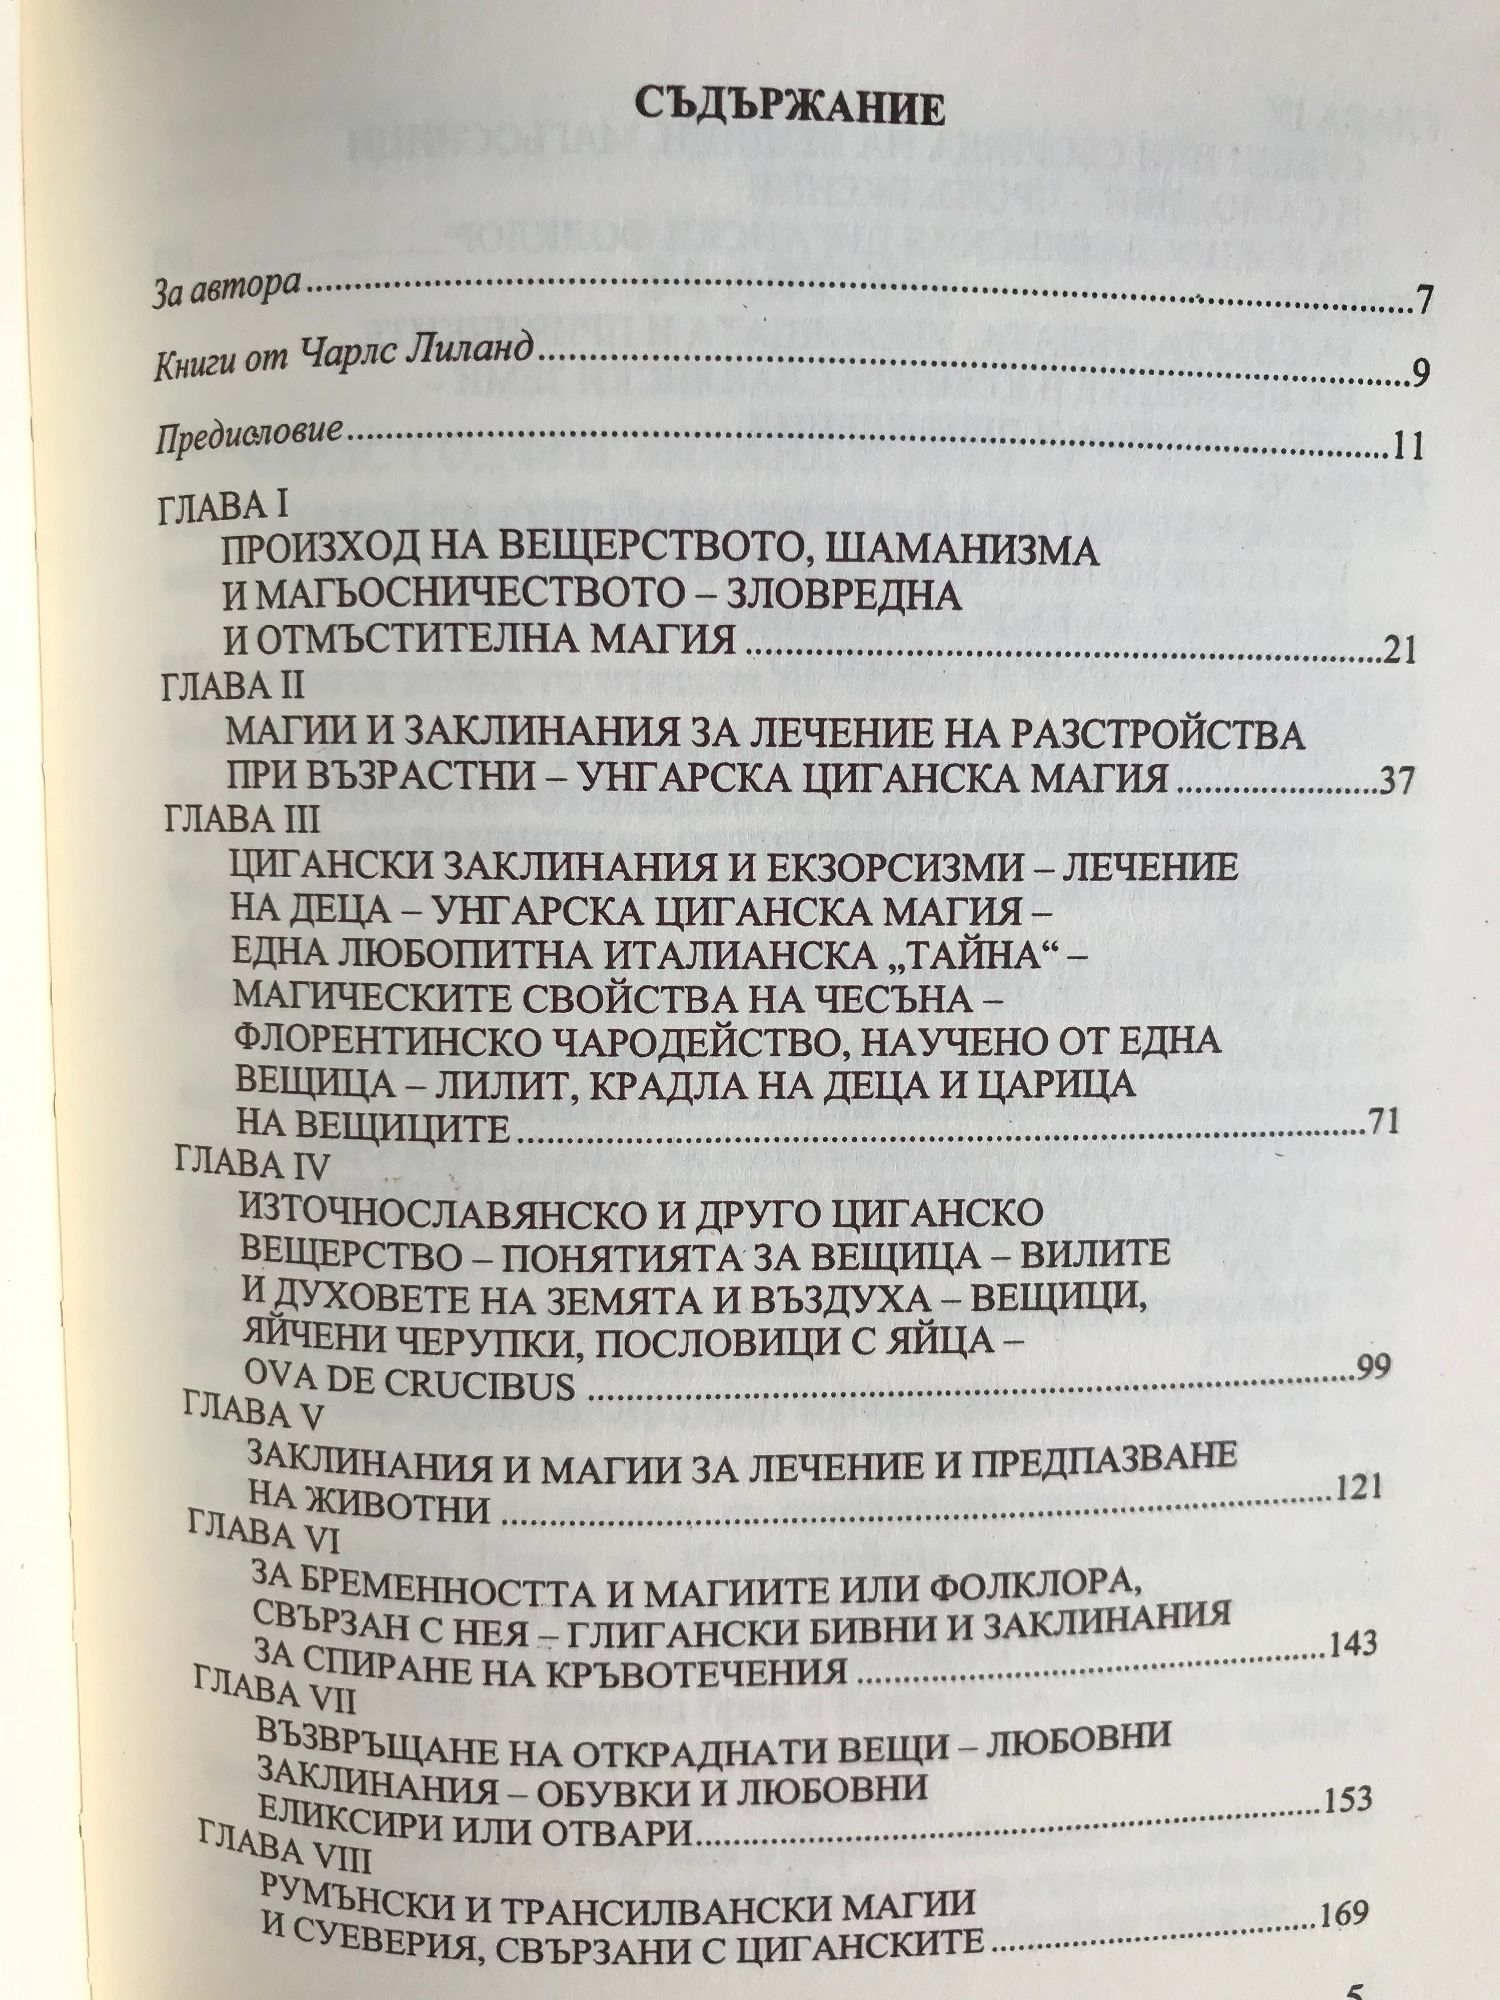 СЪДЪРЖАНИЕ
За автора....................7
Книги от Чарлс Лиланд....................9
Предисловие....................11
ГЛАВА I
ПРОИЗХОД НА ВЕЩЕРСТВОТО, ШАМАНИЗМА
И МАГЬОСНИЧЕСТВОТО – ЗЛОВРЕДНА
И ОТМЪСТИТЕЛНА МАГИЯ....................21
ГЛАВА II
МАГИИ И ЗАКЛИНАНИЯ ЗА ЛЕЧЕНИЕ НА РАЗСТРОЙСТВА
ПРИ ВЪЗРАСТНИ – УНГАРСКА ЦИГАНСКА МАГИЯ....................37
ГЛАВА III
ЦИГАНСКИ ЗАКЛИНАНИЯ И ЕКЗОРСИЗМИ – ЛЕЧЕНИЕ
НА ДЕЦА – УНГАРСКА ЦИГАНСКА МАГИЯ –
ЕДНА ЛЮБОПИТНА ИТАЛИАНСКА „ТАЙНА“ –
МАГИЧЕСКИТЕ СВОЙСТВА НА ЧЕСЪНА –
ФЛОРЕНТИНСКО ЧАРОДЕЙСТВО, НАУЧЕНО ОТ ЕДНА
ВЕЩИЦА – ЛИЛИТ, КРАДЛА НА ДЕЦА И ЦАРИЦА
НА ВЕЩИЦИТЕ....................71
ГЛАВА IV
ИЗТОЧНОСЛАВЯНСКО И ДРУГО ЦИГАНСКО
ВЕЩЕРСТВО – ПОНЯТИЯТА ЗА ВЕЩИЦА – ВИЛИТЕ
И ДУХОВЕТЕ НА ЗЕМЯТА И ВЪЗДУХА – ВЕЩИЦИ,
ЯЙЧЕНИ ЧЕРУПКИ, ПОСЛОВИЦИ С ЯЙЦА –
OVA DE CRUCIBUS....................99
ГЛАВА V
ЗАКЛИНАНИЯ И МАГИИ ЗА ЛЕЧЕНИЕ И ПРЕДПАЗВАНЕ
НА ЖИВОТНИ....................121
ГЛАВА VI
ЗА БРЕМЕННОСТТА И МАГИИТЕ ИЛИ ФОЛКЛОРА,
СВЪРЗАН С НЕЯ – ГЛИГАНСКИ БИВНИ И ЗАКЛИНАНИЯ
ЗА СПИРАНЕ НА КРЪВОТЕЧЕНИЯ....................143
ГЛАВА VII
ВЪЗВРЪЩАНЕ НА ОТКРАДНАТИ ВЕЩИ – ЛЮБОВНИ
ЗАКЛИНАНИЯ – ОБУВКИ И ЛЮБОВНИ
ЕЛИКСИРИ ИЛИ ОТВАРИ....................153
ГЛАВА VIII
РУМЪНСКИ И ТРАНСИЛВАНСКИ МАГИИ
И СУЕВЕРИЯ, СВЪРЗАНИ С ЦИГАНСКИТЕ....................169
5